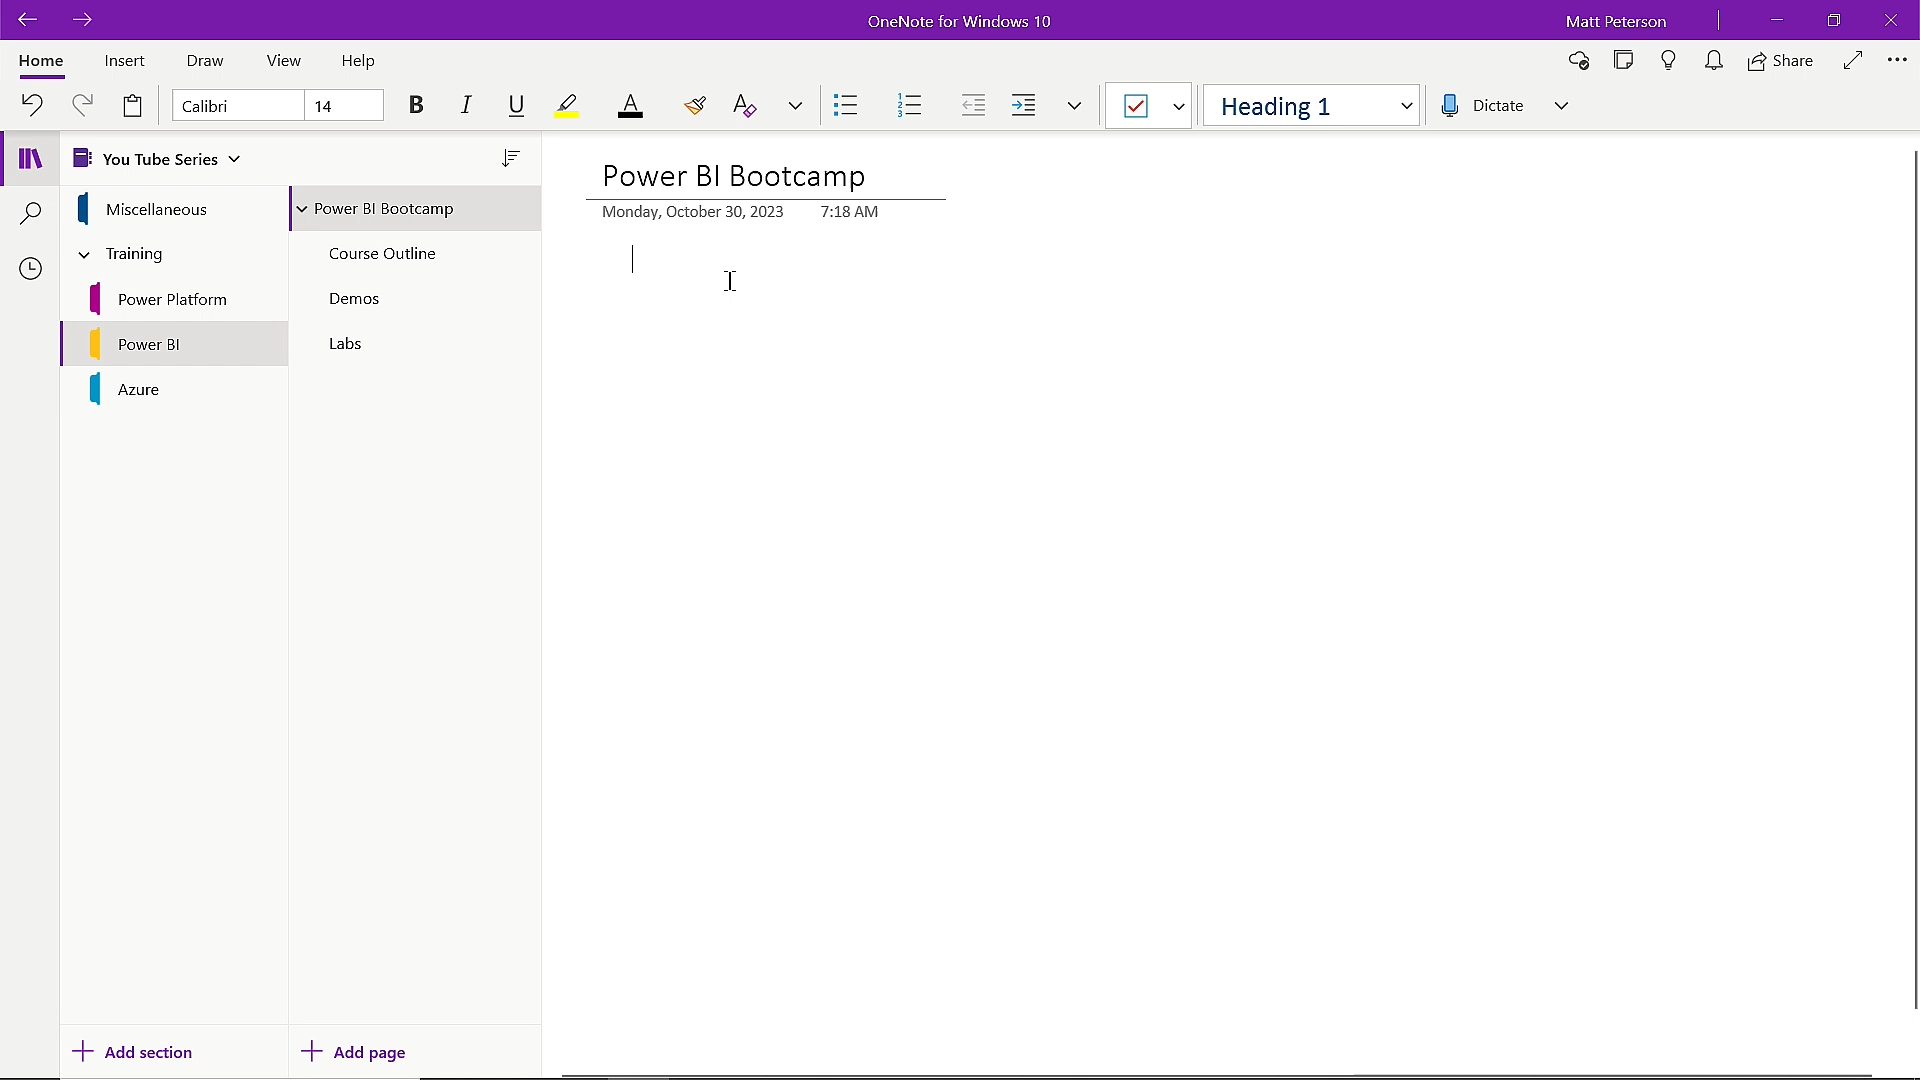 OneNote for Windows 10
Matt Peterson
Home Insert Draw View Help
Share
Calibri 14 B I U A A
Heading 1
Dictate
You Tube Series
Miscellaneous
Training
Power Platform
Power BI
Azure
Add section
Power BI Bootcamp
Course Outline
Demos
Labs
Add page
Power BI Bootcamp
Monday, October 30, 2023 7:18 AM